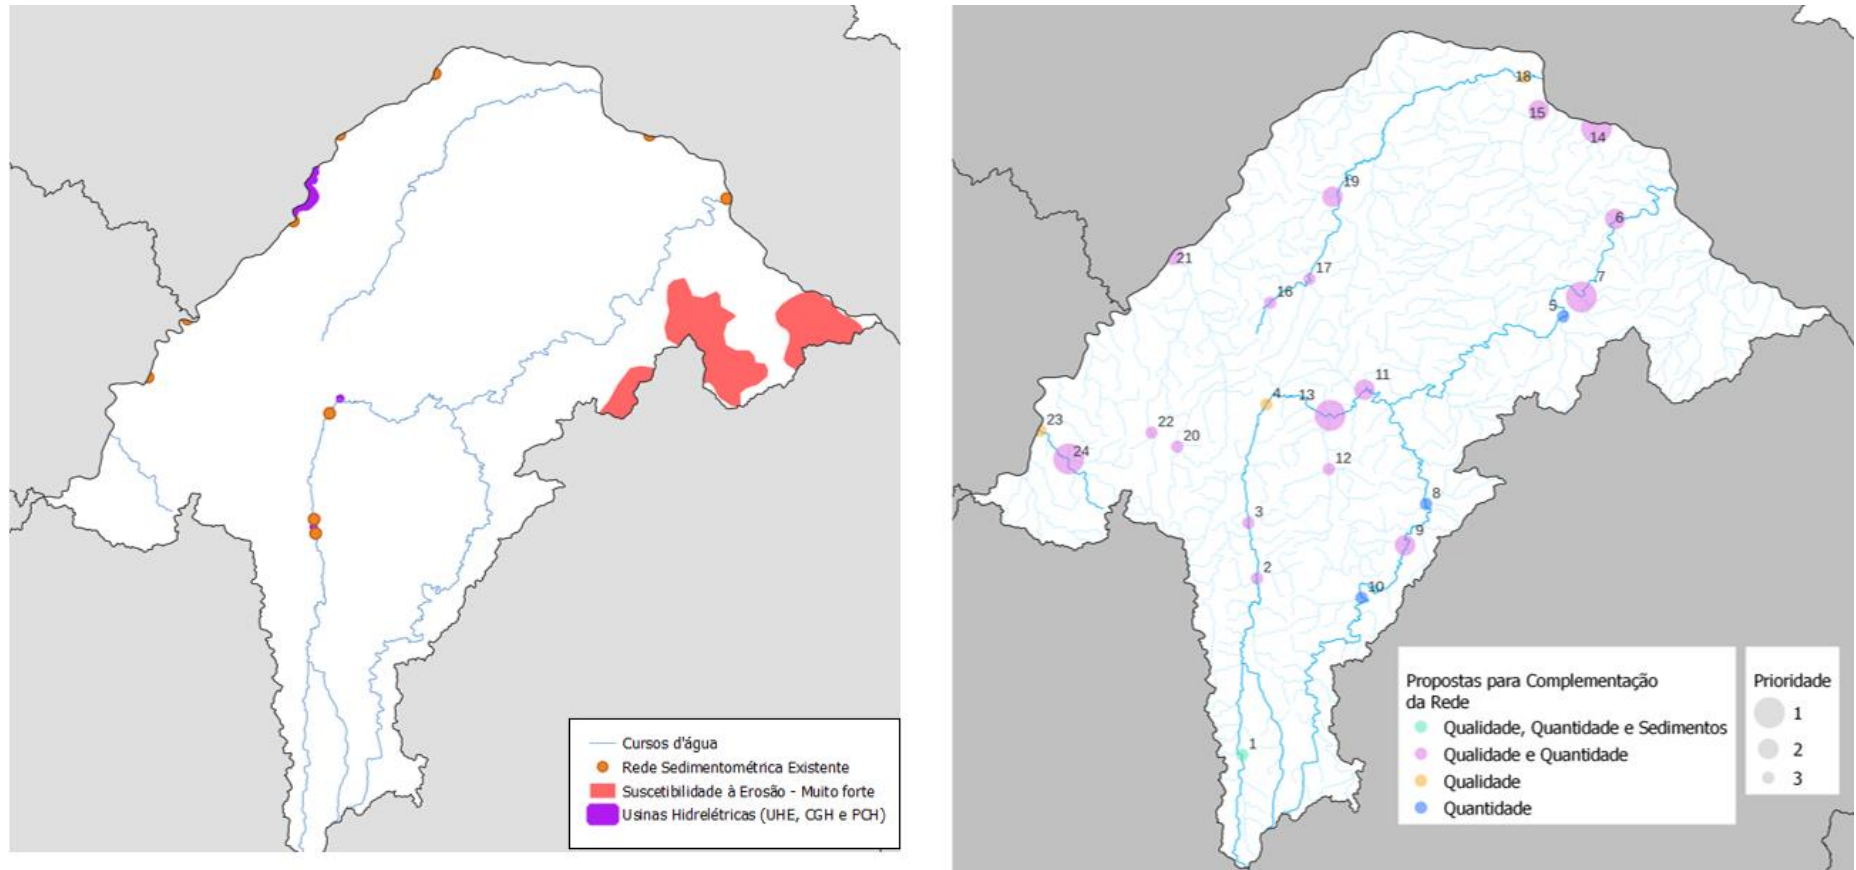 Cursos d'água
Rede Sedimentométrica Existente
Suscetibilidade à Erosão - Muito forte
Usinas Hidrelétricas (UHE, CGH e PCH)
18
15
14
19
6
21
17
7
16
5
11
4
13
23
22
20
24
12
8
3
9
2
10
1
Propostas para Complementação
da Rede
Qualidade, Quantidade e Sedimentos
Qualidade e Quantidade
Qualidade
Quantidade
Prioridade
1
2
3